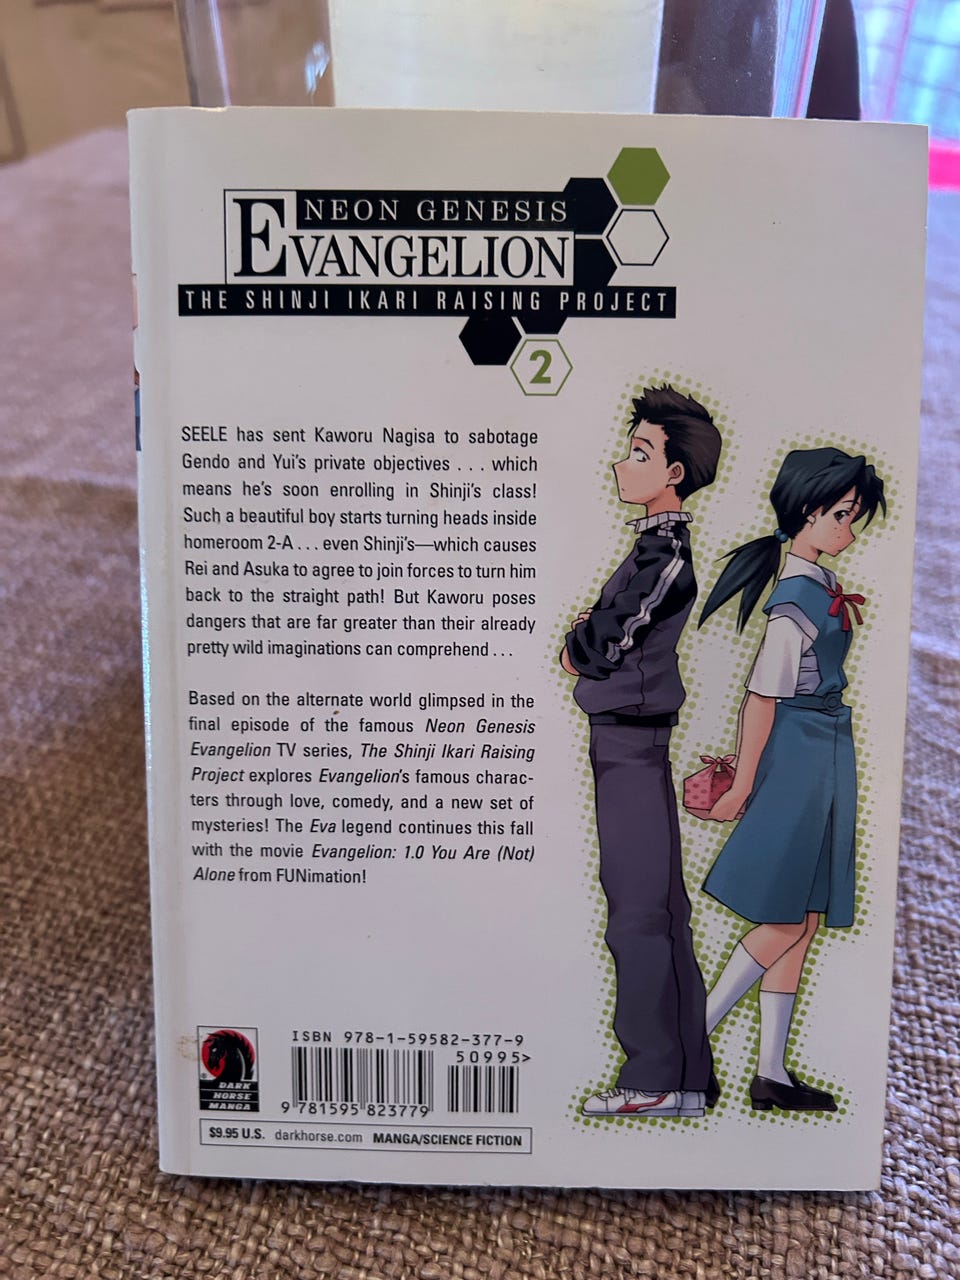 NEON GENESIS
EVANGELION
THE SHINJI IKARI RAISING PROJECT
2
SEELE has sent Kaworu Nagisa to sabotage
Gendo and Yui's private objectives . . . which
means he's soon enrolling in Shinji's class!
Such a beautiful boy starts turning heads inside
homeroom 2-A . . . even Shinji's—which causes
Rei and Asuka to agree to join forces to turn him
back to the straight path! But Kaworu poses
dangers that are far greater than their already
pretty wild imaginations can comprehend . . .
Based on the alternate world glimpsed in the
final episode of the famous Neon Genesis
Evangelion TV series, The Shinji Ikari Raising
Project explores Evangelion's famous charac-
ters through love, comedy, and a new set of
mysteries! The Eva legend continues this fall
with the movie Evangelion: 1.0 You Are (Not)
Alone from FUNimation!
ISBN 978-1-59582-377-9
50995>
9 781595 823779
DARK
HORSE
MANGA
$9.95 U.S. darkhorse.com MANGA/SCIENCE FICTION